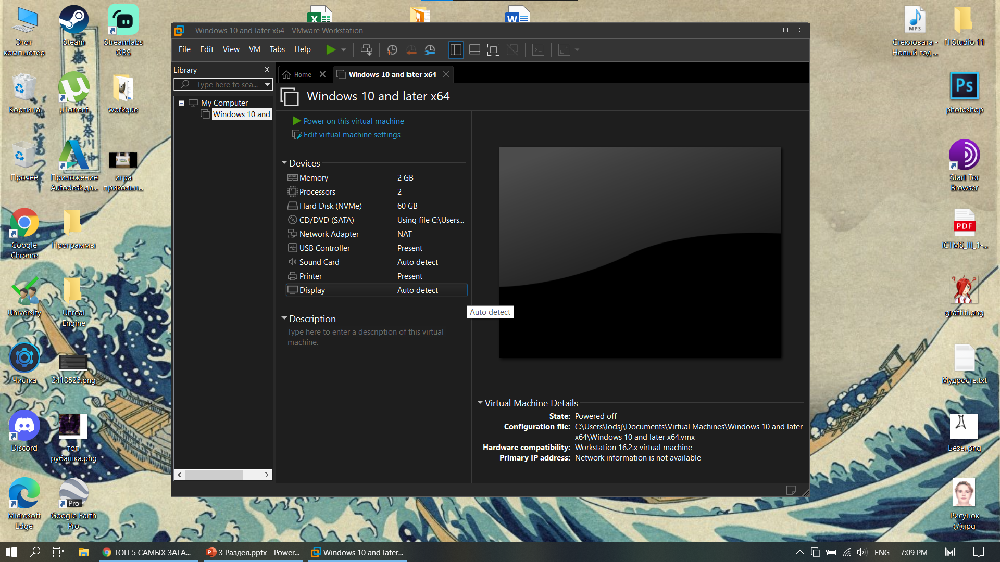 Этот
компьютер
Steam
Streamlabs
OBS
Корзина
µTorrent
workque
Прочее
Приложение
Autodesk дл...
игра
прикольн...
Google
Chrome
Программы
University
Unreal
Engine
Чистка
2413525.png
Discord
топ
рубашка.png
Microsoft
Edge
Pro
Google Earth
Pro
Windows 10 and later x64 - VMware Workstation
File Edit View VM Tabs Help
Library
Type here to sea...
My Computer
Windows 10 and
Home
Windows 10 and later x64
Windows 10 and later x64
Power on this virtual machine
Edit virtual machine settings
Devices
Memory 2 GB
Processors 2
Hard Disk (NVMe) 60 GB
CD/DVD (SATA) Using file C:\Users...
Network Adapter NAT
USB Controller Present
Sound Card Auto detect
Printer Present
Display Auto detect
Auto detect
Description
Type here to enter a description of this virtual
machine.
Virtual Machine Details
State: Powered off
Configuration file: C:\Users\lodsj\Documents\Virtual Machines\Windows 10 and later
x64\Windows 10 and later x64.vmx
Hardware compatibility: Workstation 16.2.x virtual machine
Primary IP address: Network information is not available
MP3
Стекловата -
Новый год ...
Fl Studio 11
Ps
photoshop
Start Tor
Browser
PDF
ICTMS_III_1-...
graffiti.png
Мудрость.txt
Безы.png
Рисунок
(7).jpg
ТОП 5 САМЫХ ЗАГА...
3 Раздел.pptx - Power...
Windows 10 and later...
ENG
7:09 PM